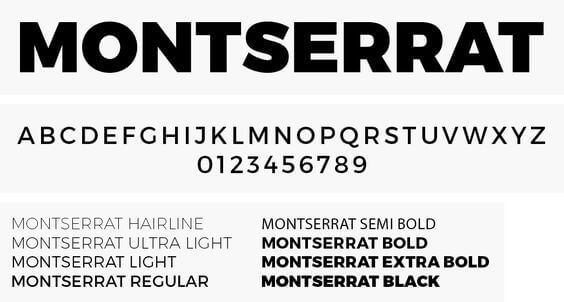 MONTSERRAT
ABCDEFGHIJKLMNOPQRSTUVWXYZ
0123456789
MONTSERRAT HAIRLINE
MONTSERRAT ULTRA LIGHT
MONTSERRAT LIGHT
MONTSERRAT REGULAR
MONTSERRAT SEMI BOLD
MONTSERRAT BOLD
MONTSERRAT EXTRA BOLD
MONTSERRAT BLACK